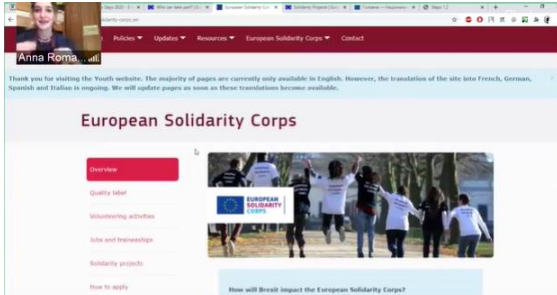 Policies
Updates
Resources
European Solidarity Corps
Contact
Anna Roma...
Thank you for visiting the Youth website. The majority of pages are currently only available in English. However, the translation of the site into French, German,
Spanish and Italian is ongoing. We will update pages as soon as these translations become available.
European Solidarity Corps
Overview
Quality label
Volunteering activities
Jobs and traineeships
Solidarity projects
How to apply
EUROPEAN
SOLIDARITY
CORPS
How will Brexit impact the European Solidarity Corps?